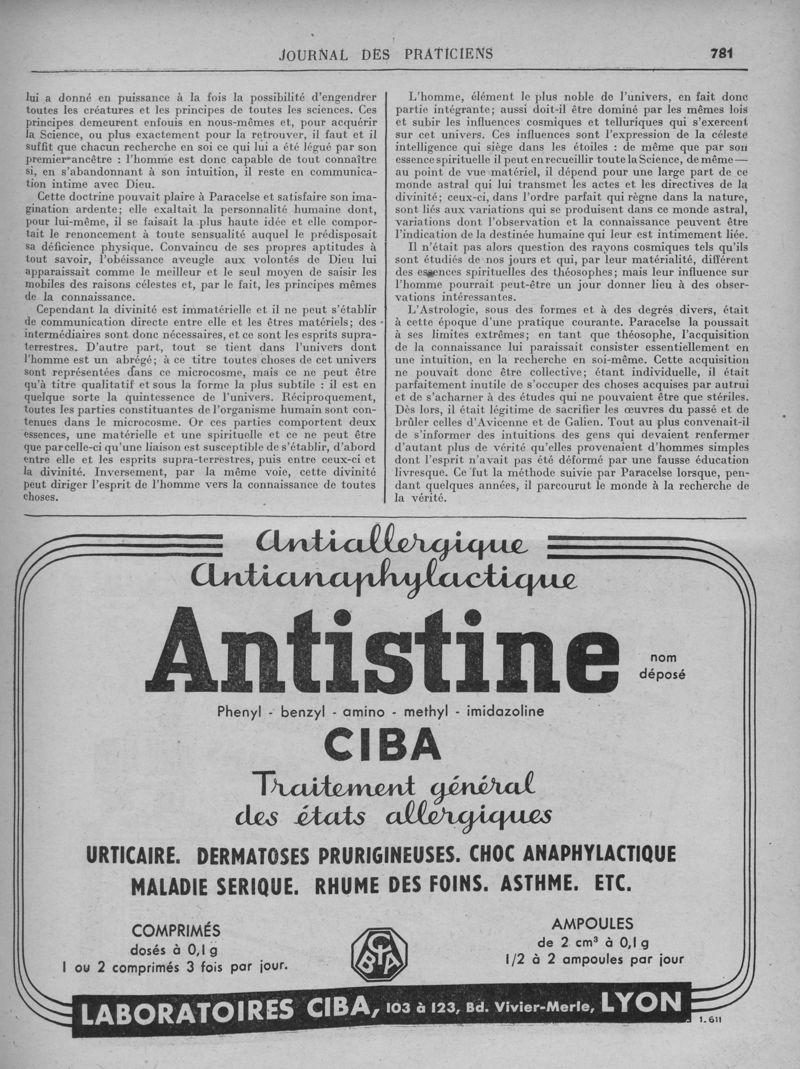 JOURNAL DES PRATICIENS
781
lui a donné en puissance à la fois la possibilité d'engendrer
toutes les créatures et les principes de toutes les sciences. Ces
principes demeurent enfouis en nous-mêmes et, pour acquérir
la Science, ou plus exactement pour la retrouver, il faut et il
suffit que chacun recherche en soi ce qui lui a été légué par son
premier ancêtre : l'homme est donc capable de tout connaître
si, en s'abandonnant à son intuition, il reste en communica-
tion intime avec Dieu.
Cette doctrine pouvait plaire à Paracelse et satisfaire son ima-
gination ardente; elle exaltait la personnalité humaine dont,
pour lui-même, il se faisait la plus haute idée et elle compor-
tait le renoncement à toute sensualité auquel le prédisposait
sa déficience physique. Convaincu de ses propres aptitudes à
tout savoir, l'obéissance aveugle aux volontés de Dieu lui
apparaissait comme le meilleur et le seul moyen de saisir les
mobiles des raisons célestes et, par le fait, les principes mêmes
de la connaissance.
Cependant la divinité est immatérielle et il ne peut s'établir
de communication directe entre elle et les êtres matériels; des
intermédiaires sont donc nécessaires, et ce sont les esprits supra-
terrestres. D'autre part, tout se tient dans l'univers dont
l'homme est un abrégé; à ce titre toutes choses de cet univers
sont représentées dans ce microcosme, mais ce ne peut être
qu'à titre qualitatif et sous la forme la plus subtile : il est en
quelque sorte la quintessence de l'univers. Réciproquement,
toutes les parties constituantes de l'organisme humain sont con-
tenues dans le microcosme. Or ces parties comportent deux
essences, une matérielle et une spirituelle et ce ne peut être
que par celle-ci qu'une liaison est susceptible de s'établir, d'abord
entre elle et les esprits supra-terrestres, puis entre ceux-ci et
la divinité. Inversement, par la même voie, cette divinité
peut diriger l'esprit de l'homme vers la connaissance de toutes
choses.
L'homme, élément le plus noble de l'univers, en fait donc
partie intégrante; aussi doit-il être dominé par les mêmes lois
et subir les influences cosmiques et telluriques qui s'exercent
sur cet univers. Ces influences sont l'expression de la céleste
intelligence qui siège dans les étoiles : de même que par son
essence spirituelle il peut en recueillir toute la Science, de même —
au point de vue matériel, il dépend pour une large part de ce
monde astral qui lui transmet les actes et les directives de la
divinité; ceux-ci, dans l'ordre parfait qui règne dans la nature,
sont liés aux variations qui se produisent dans ce monde astral,
variations dont l'observation et la connaissance peuvent être
l'indication de la destinée humaine qui leur est intimement liée.
Il n'était pas alors question des rayons cosmiques tels qu'ils
sont étudiés de nos jours et qui, par leur matérialité, diffèrent
des essences spirituelles des théosophes; mais leur influence sur
l'homme pourrait peut-être un jour donner lieu à des obser-
vations intéressantes.
L'Astrologie, sous des formes et à des degrés divers, était
à cette époque d'une pratique courante. Paracelse la poussait
à ses limites extrêmes; en tant que théosophe, l'acquisition
de la connaissance lui paraissait consister essentiellement en
une intuition, en la recherche en soi-même. Cette acquisition
ne pouvait donc être collective; étant individuelle, il était
parfaitement inutile de s'occuper des choses acquises par autrui
et de s'acharner à des études qui ne pouvaient être que stériles.
Dès lors, il était légitime de sacrifier les œuvres du passé et de
brûler celles d'Avicenne et de Galien. Tout au plus convenait-il
de s'informer des intuitions des gens qui devaient renfermer
d'autant plus de vérité qu'elles provenaient d'hommes simples
dont l'esprit n'avait pas été déformé par une fausse éducation
livresque. Ce fut la méthode suivie par Paracelse lorsque, pen-
dant quelques années, il parcourut le monde à la recherche de
la vérité.
Antiallergique
Antianaphylactique
Antistine
nom
déposé
Phenyl - benzyl - amino - methyl - imidazoline
CIBA
Traitement général
des états allergiques
URTICAIRE. DERMATOSES PRURIGINEUSES. CHOC ANAPHYLACTIQUE
MALADIE SERIQUE. RHUME DES FOINS. ASTHME. ETC.
COMPRIMÉS
dosés à 0,1 g
1 ou 2 comprimés 3 fois par jour.
CIBA
AMPOULES
de 2 cm³ à 0,1 g
1/2 à 2 ampoules par jour
LABORATOIRES CIBA, 103 à 123, Bd. Vivier-Merle, LYON
1.611